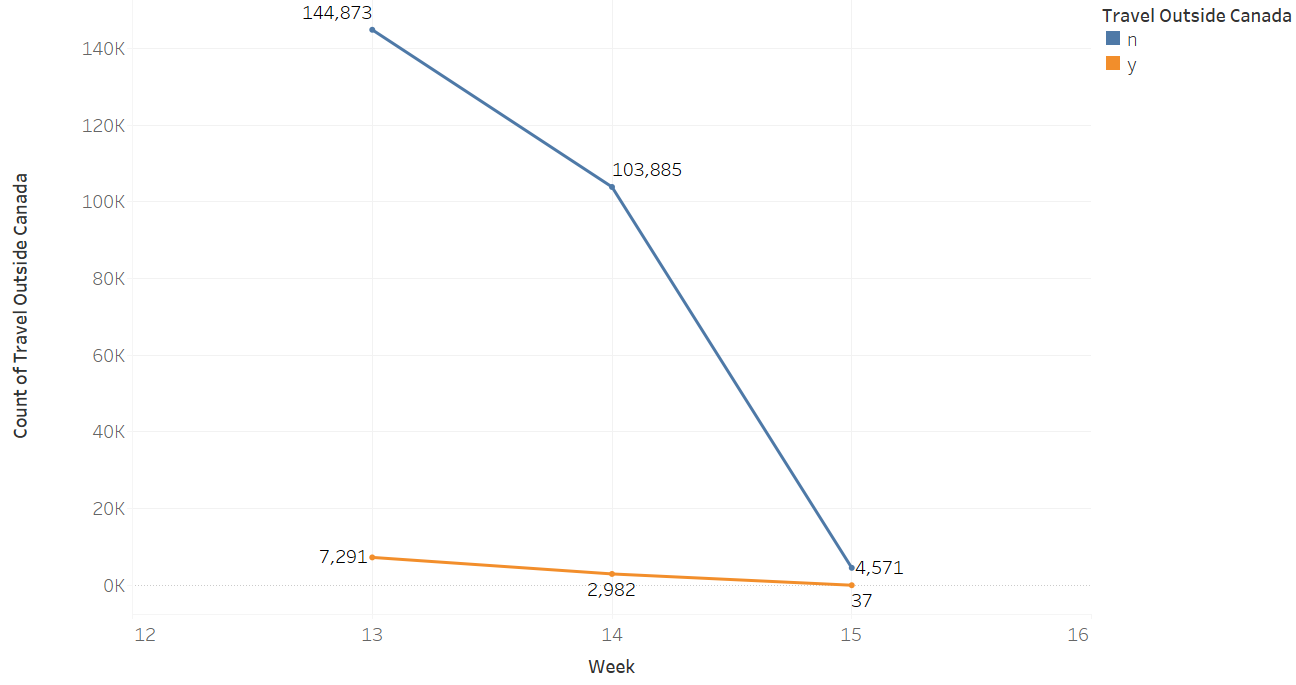 Travel Outside Canada
n
y
Count of Travel Outside Canada
140K
120K
100K
80K
60K
40K
20K
0K
144,873
103,885
4,571
7,291
2,982
37
12
13
14
15
16
Week